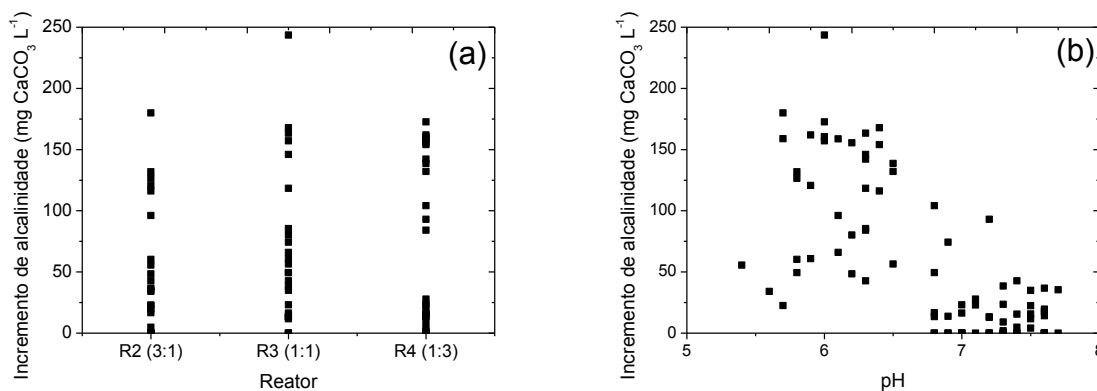 Incremento de alcalinidade (mg CaCO₃ L⁻¹)
250
200
150
100
50
0
(a)
R2 (3:1) R3 (1:1) R4 (1:3)
Reator
Incremento de alcalinidade (mg CaCO₃ L⁻¹)
250
200
150
100
50
0
(b)
5 6 7 8
pH